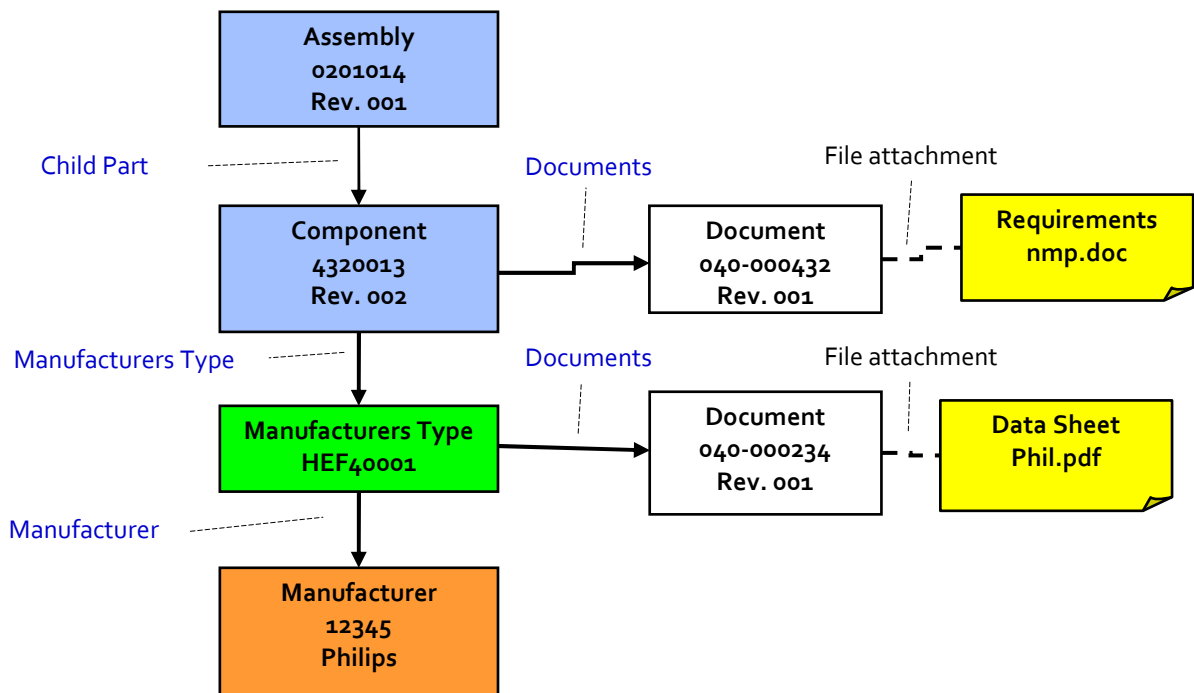 Assembly
0201014
Rev. 001
Child Part
Documents
File attachment
Component
4320013
Rev. 002
Document
040-000432
Rev. 001
Requirements
nmp.doc
Manufacturers Type
Documents
File attachment
Manufacturers Type
HEF40001
Document
040-000234
Rev. 001
Data Sheet
Phil.pdf
Manufacturer
Manufacturer
12345
Philips